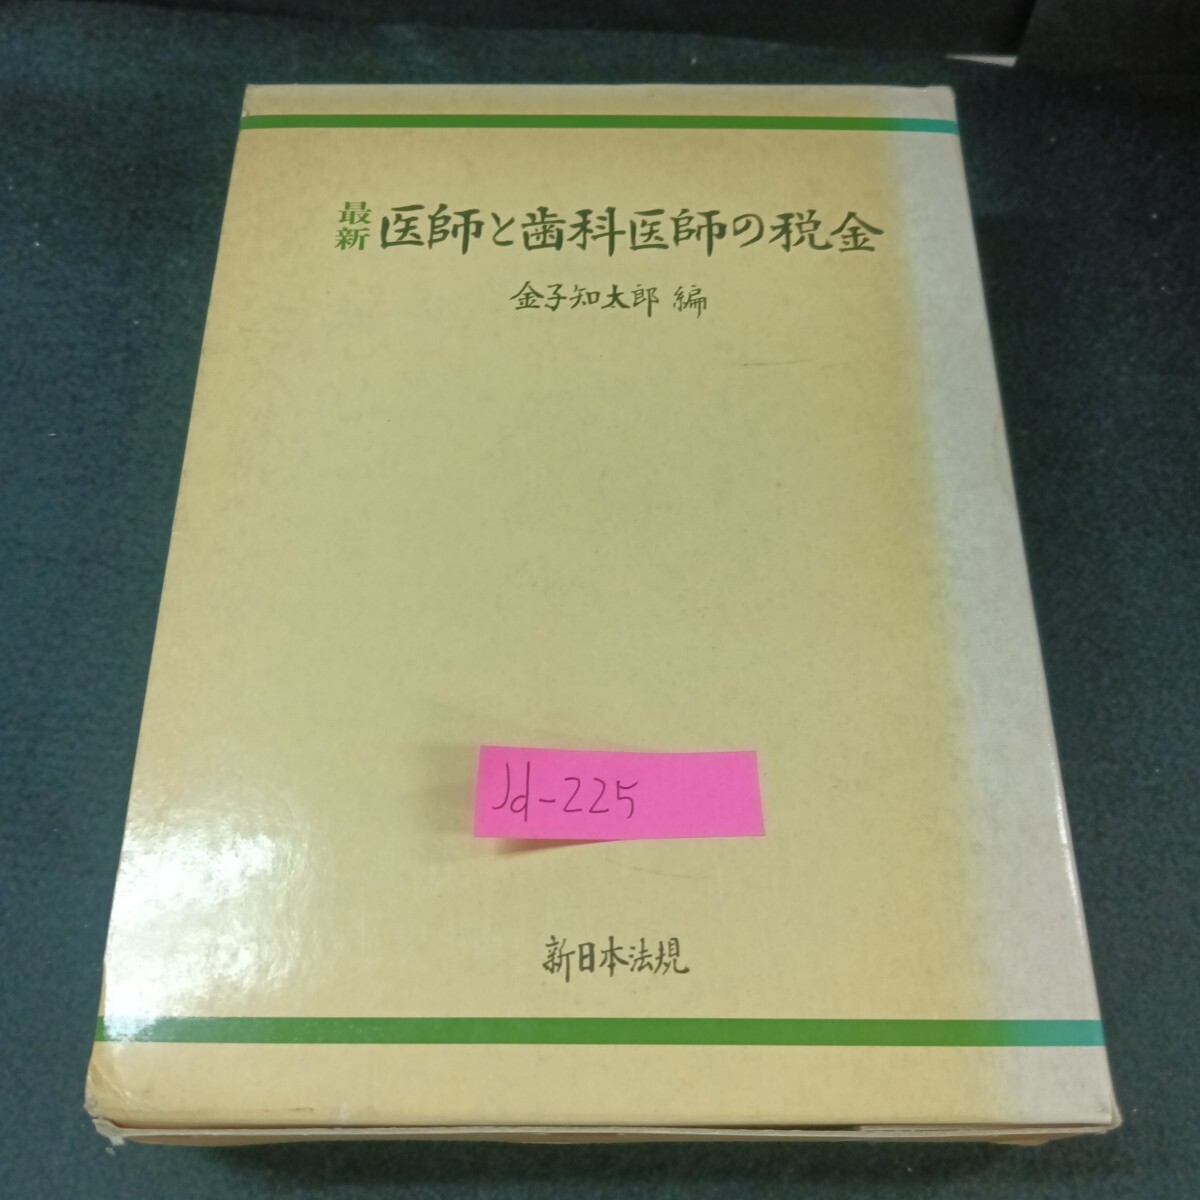 最新 医師と歯科医師の税金
金子知太郎 編
Jd-225
新日本法規